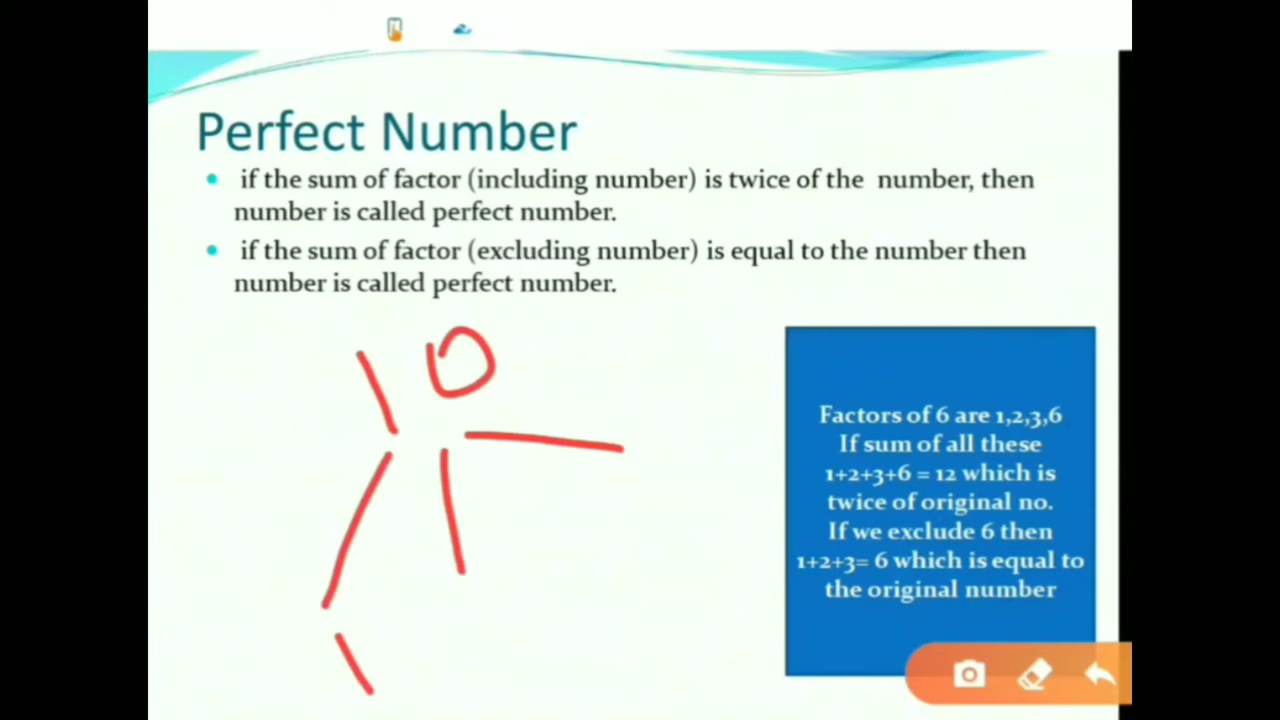 Perfect Number
if the sum of factor (including number) is twice of the number, then
number is called perfect number.
if the sum of factor (excluding number) is equal to the number then
number is called perfect number.
10
1
Factors of 6 are 1,2,3,6
If sum of all these
1+2+3+6 = 12 which is
twice of original no.
If we exclude 6 then
1+2+3= 6 which is equal to
the original number